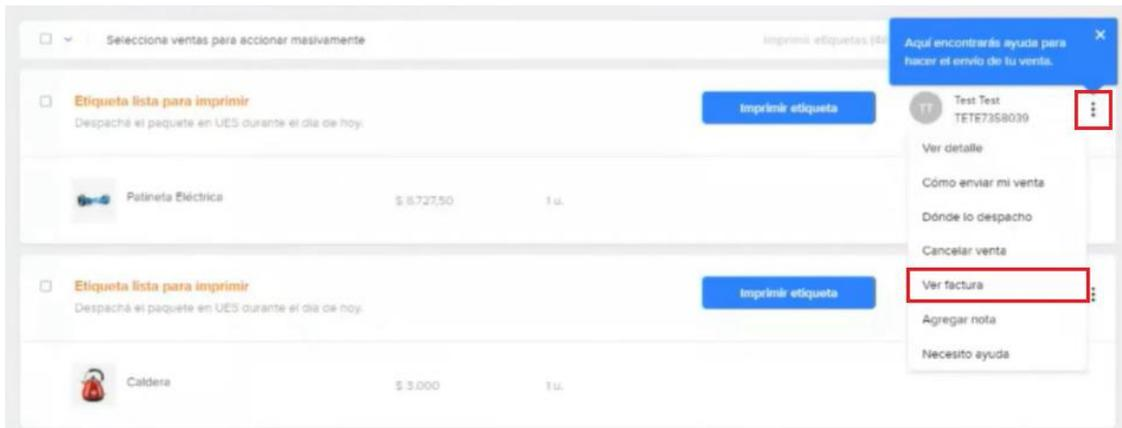 Selecciona ventas para accionar masivamente
Imprimir etiquetas
Aquí encontrarás ayuda para
hacer el envío de tu venta.
Etiqueta lista para imprimir
Despachá el paquete en UES durante el día de hoy.
Imprimir etiqueta
TT
Test Test
TETE7358039
Ver detalle
Cómo enviar mi venta
Dónde lo despacho
Cancelar venta
Ver factura
Agregar nota
Necesito ayuda
Patineta Eléctrica
$ 8.727,50
1 u.
Etiqueta lista para imprimir
Despachá el paquete en UES durante el día de hoy.
Imprimir etiqueta
Caldera
$ 3.000
1 u.